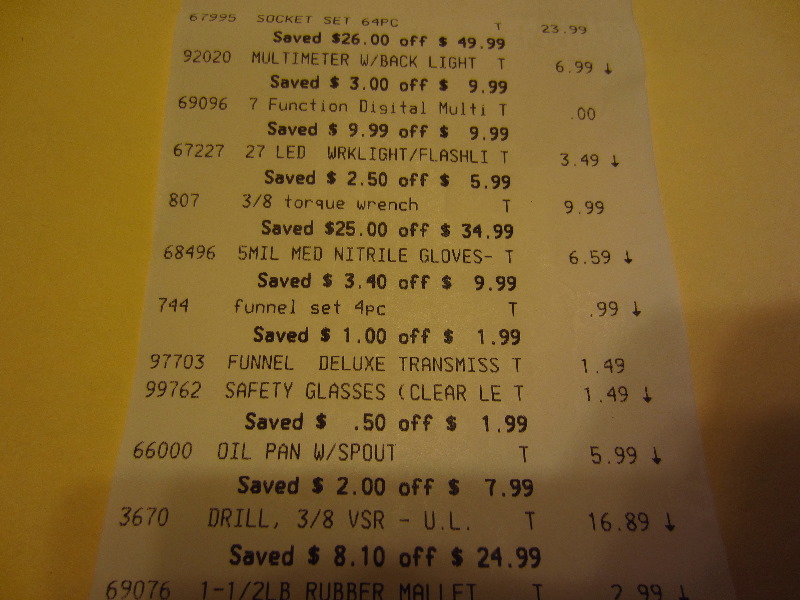 67995 SOCKET SET 64PC T 23.99
Saved $26.00 off $ 49.99
92020 MULTIMETER W/BACK LIGHT T 6.99 ↓
Saved $ 3.00 off $ 9.99
69096 7 Function Digital Multi T .00
Saved $ 9.99 off $ 9.99
67227 27 LED WRKLIGHT/FLASHLI T 3.49 ↓
Saved $ 2.50 off $ 5.99
807 3/8 torque wrench T 9.99
Saved $25.00 off $ 34.99
68496 5MIL MED NITRILE GLOVES- T 6.59 ↓
Saved $ 3.40 off $ 9.99
744 funnel set 4pc T .99 ↓
Saved $ 1.00 off $ 1.99
97703 FUNNEL DELUXE TRANSMISS T 1.49
99762 SAFETY GLASSES (CLEAR LE T 1.49 ↓
Saved $ .50 off $ 1.99
66000 OIL PAN W/SPOUT T 5.99 ↓
Saved $ 2.00 off $ 7.99
3670 DRILL, 3/8 VSR - U.L. T 16.89 ↓
Saved $ 8.10 off $ 24.99
69076 1-1/2LB RUBBER MALLET T 2.99 ↓